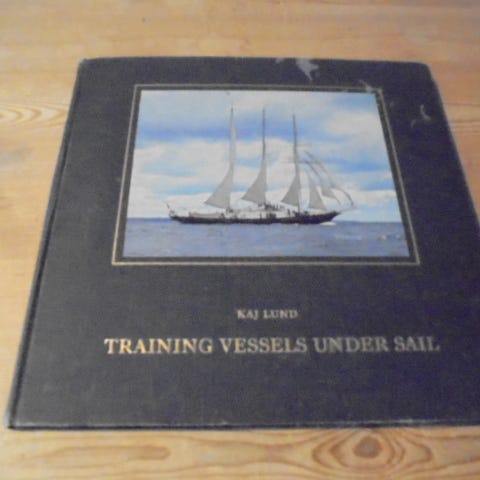 KAJ LUND
TRAINING VESSELS UNDER SAIL